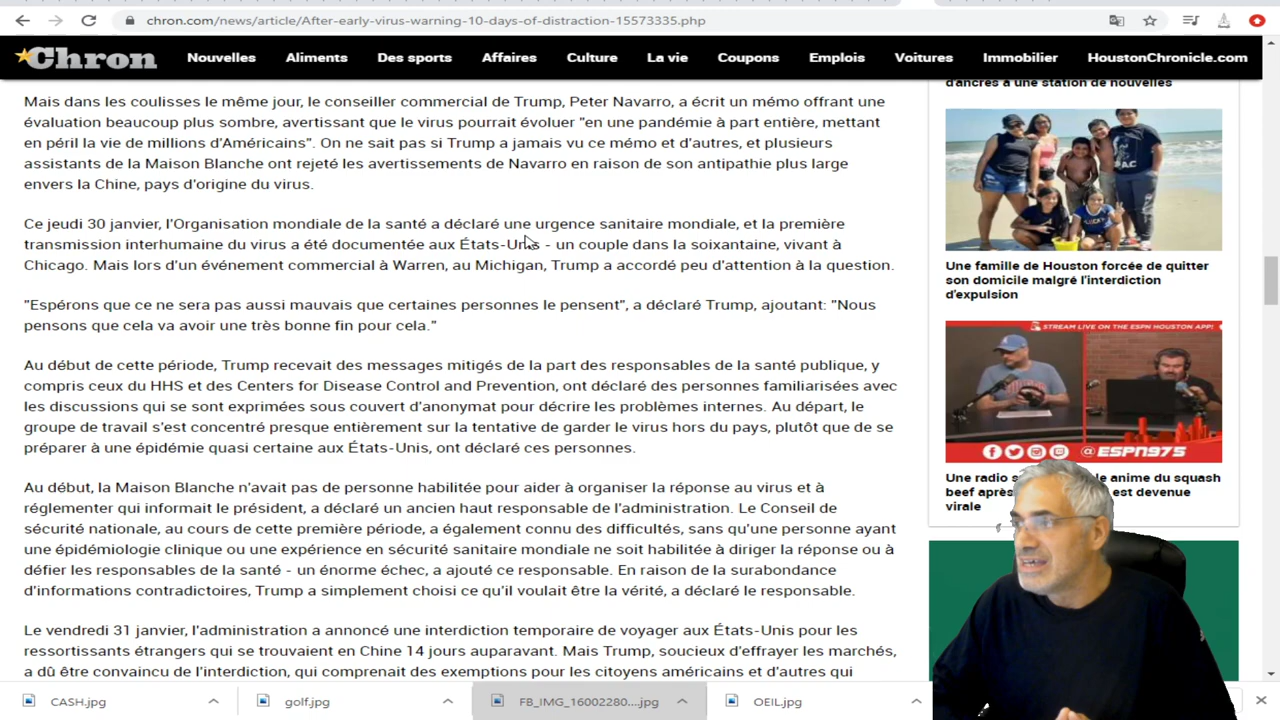 chron.com/news/article/After-early-virus-warning-10-days-of-distraction-15573335.php
Chron
Nouvelles
Aliments
Des sports
Affaires
Culture
La vie
Coupons
Emplois
Voitures
Immobilier
HoustonChronicle.com
Mais dans les coulisses le même jour, le conseiller commercial de Trump, Peter Navarro, a écrit un mémo offrant une
évaluation beaucoup plus sombre, avertissant que le virus pourrait évoluer "en une pandémie à part entière, mettant
en péril la vie de millions d'Américains". On ne sait pas si Trump a jamais vu ce mémo et d'autres, et plusieurs
assistants de la Maison Blanche ont rejeté les avertissements de Navarro en raison de son antipathie plus large
envers la Chine, pays d'origine du virus.
Ce jeudi 30 janvier, l'Organisation mondiale de la santé a déclaré une urgence sanitaire mondiale, et la première
transmission interhumaine du virus a été documentée aux États-Unis - un couple dans la soixantaine, vivant à
Chicago. Mais lors d'un événement commercial à Warren, au Michigan, Trump a accordé peu d'attention à la question.
"Espérons que ce ne sera pas aussi mauvais que certaines personnes le pensent", a déclaré Trump, ajoutant: "Nous
pensons que cela va avoir une très bonne fin pour cela."
Au début de cette période, Trump recevait des messages mitigés de la part des responsables de la santé publique, y
compris ceux du HHS et des Centers for Disease Control and Prevention, ont déclaré des personnes familiarisées avec
les discussions qui se sont exprimées sous couvert d'anonymat pour décrire les problèmes internes. Au départ, le
groupe de travail s'est concentré presque entièrement sur la tentative de garder le virus hors du pays, plutôt que de se
préparer à une épidémie quasi certaine aux États-Unis, ont déclaré ces personnes.
Au début, la Maison Blanche n'avait pas de personne habilitée pour aider à organiser la réponse au virus et à
réglementer qui informait le président, a déclaré un ancien haut responsable de l'administration. Le Conseil de
sécurité nationale, au cours de cette première période, a également connu des difficultés, sans qu'une personne ayant
une épidémiologie clinique ou une expérience en sécurité sanitaire mondiale ne soit habilitée à diriger la réponse ou à
défier les responsables de la santé - un énorme échec, a ajouté ce responsable. En raison de la surabondance
d'informations contradictoires, Trump a simplement choisi ce qu'il voulait être la vérité, a déclaré le responsable.
Le vendredi 31 janvier, l'administration a annoncé une interdiction temporaire de voyager aux États-Unis pour les
ressortissants étrangers qui se trouvaient en Chine 14 jours auparavant. Mais Trump, soucieux d'effrayer les marchés,
a dû être convaincu de l'interdiction, qui comprenait des exemptions pour les citoyens américains et d'autres qui
d'ancres à une station de nouvelles
Une famille de Houston forcée de quitter
son domicile malgré l'interdiction
d'expulsion
STREAM LIVE ON THE ESPN HOUSTON APP!
@ESPN975
Une radio le anime du squash
beef après est devenue
virale
CASH.jpg
golf.jpg
FB_IMG_16002280....jpg
OEIL.jpg